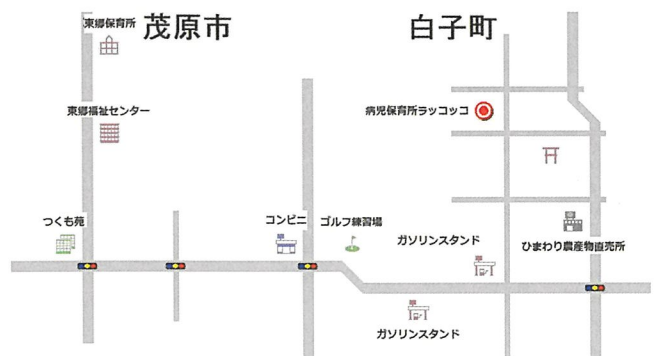 東郷保育所
茂原市
白子町
東郷福祉センター
病児保育所ラッコッコ
つくも苑
コンビニ
ゴルフ練習場
ガソリンスタンド
ひまわり農産物直売所
ガソリンスタンド